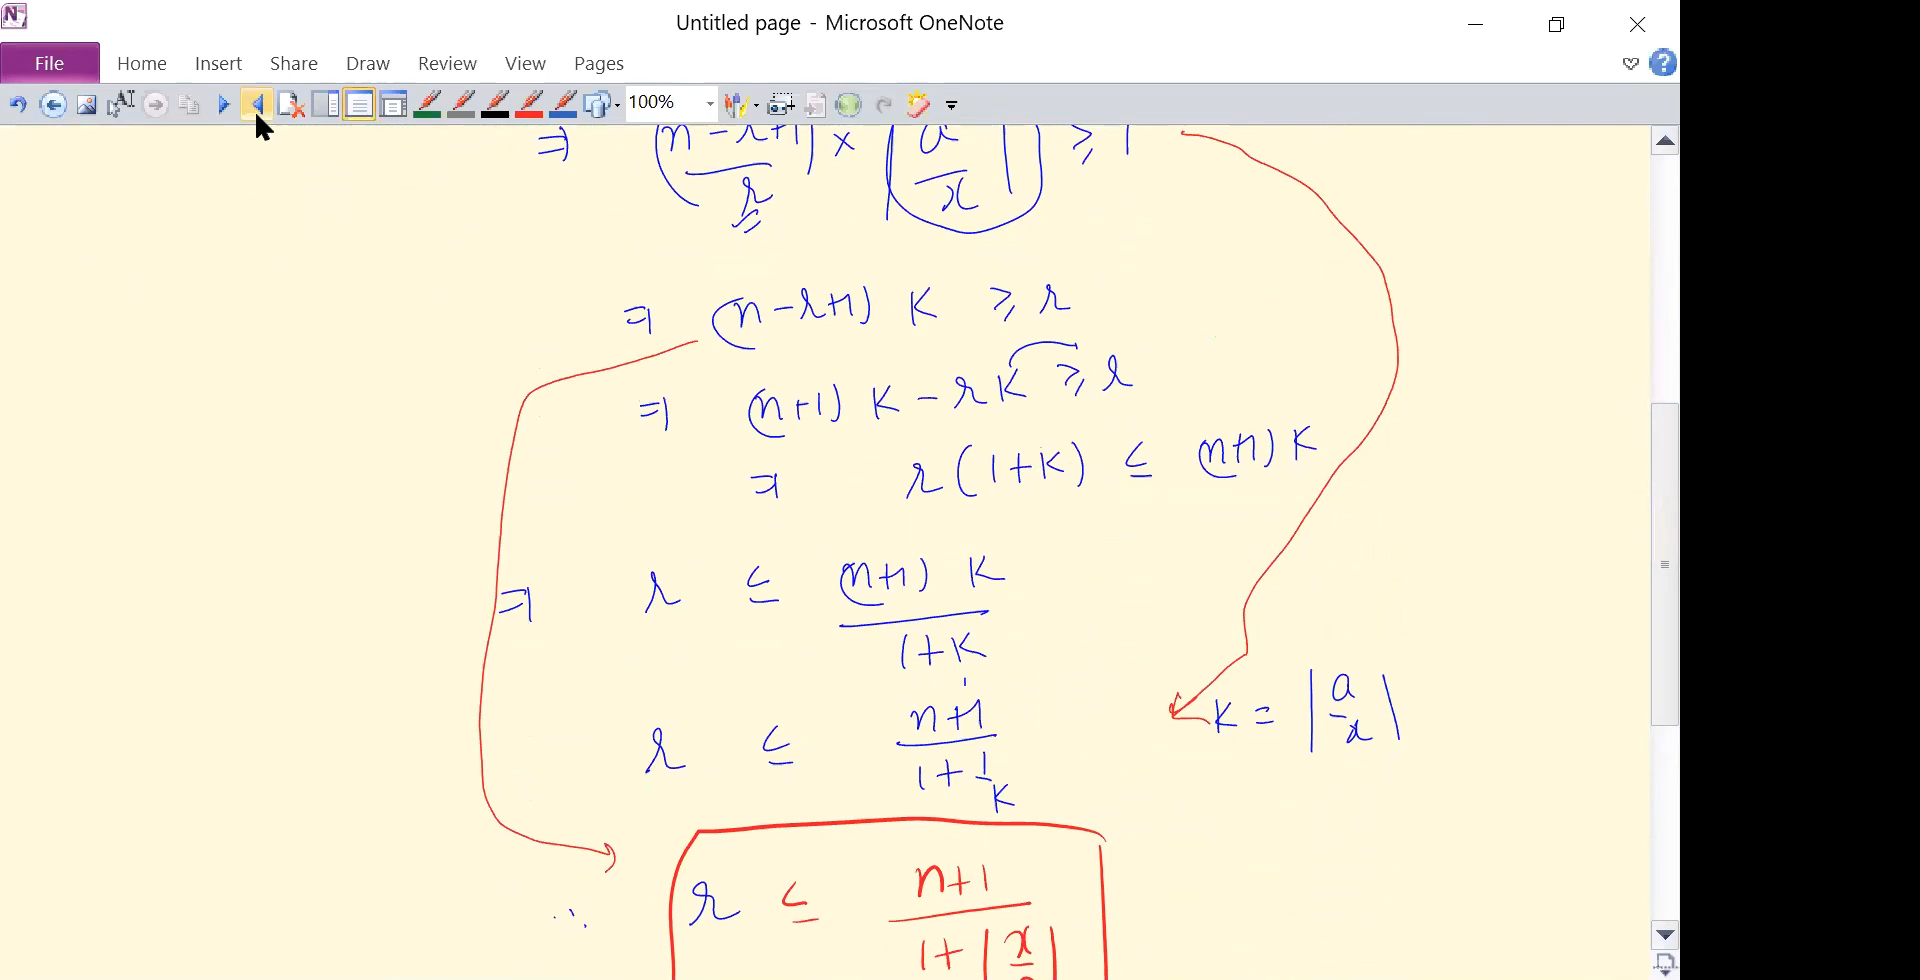 Untitled page - Microsoft OneNote
File Home Insert Share Draw Review View Pages
100%
⇒ (n-r+1)/r × |a/x| ≥ 1
⇒ (n-r+1) K ≥ r
⇒ (n+1) K - rK ≥ r
⇒ r(1+K) ≤ (n+1) K
⇒ r ≤ (n+1) K / 1+K
r ≤ n+1 / 1+1/K
K = |a/x|
∴ r ≤ n+1 / 1+|x/